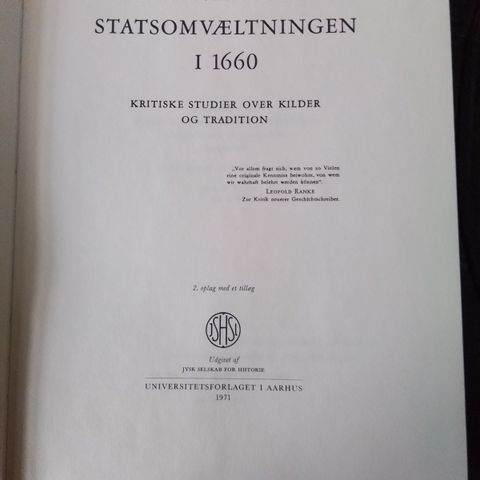 STATSOMVÆLTNINGEN
I 1660
KRITISKE STUDIER OVER KILDER
OG TRADITION
„Vor allem fragt sich, wem von so Vielen
eine originale Kenntniss beiwohne, von wem
wir wahrhaft belehrt werden können“.
LEOPOLD RANKE
Zur Kritik neuerer Geschichtschreiber.
2. oplag med et tillæg
JSHSI
Udgivet af
JYSK SELSKAB FOR HISTORIE
UNIVERSITETSFORLAGET I AARHUS
1971